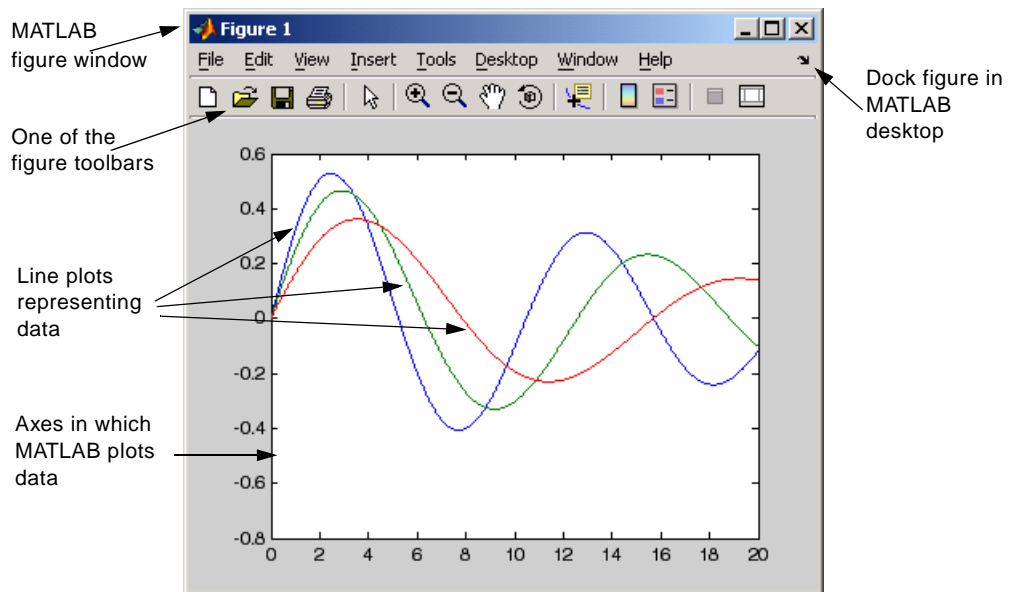 MATLAB
figure window
Figure 1
File Edit View Insert Tools Desktop Window Help
Dock figure in
MATLAB
desktop
One of the
figure toolbars
Line plots
representing
data
Axes in which
MATLAB plots
data
0.6
0.4
0.2
0
-0.2
-0.4
-0.6
-0.8
0 2 4 6 8 10 12 14 16 18 20